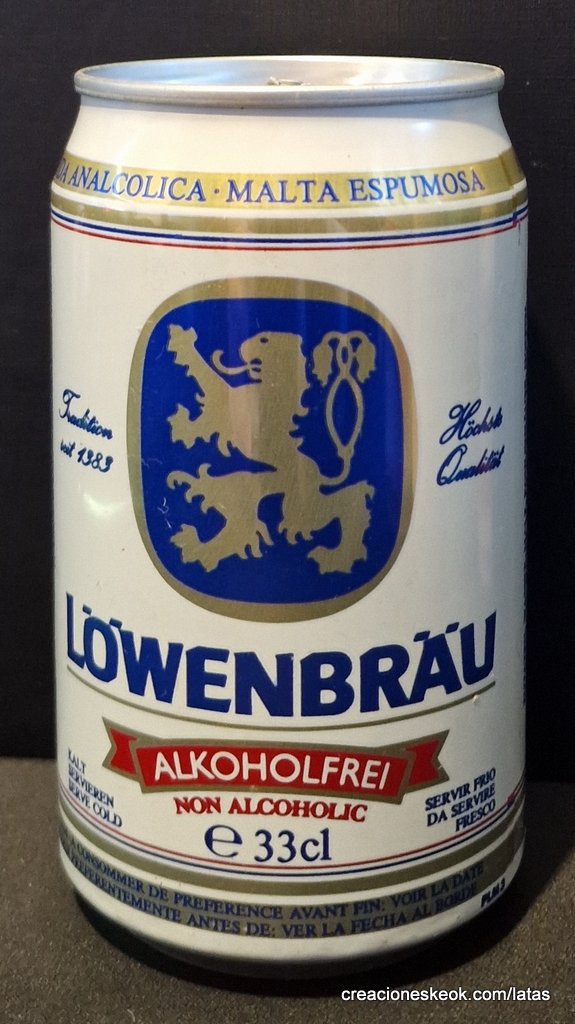 DA ANALCOLICA · MALTA ESPUMOSA
Tradition
seit 1383
Höchste
Qualität
LÖWENBRÄU
ALKOHOLFREI
NON ALCOHOLIC
KALT
SERVIEREN
SERVE COLD
SERVIR FRIO
DA SERVIRE
FRESCO
e 33cl
A CONSOMMER DE PREFERENCE AVANT FIN: VOIR LA DATE
PREFERENTEMENTE ANTES DE: VER LA FECHA AL BORDE
creacioneskeok.com/latas